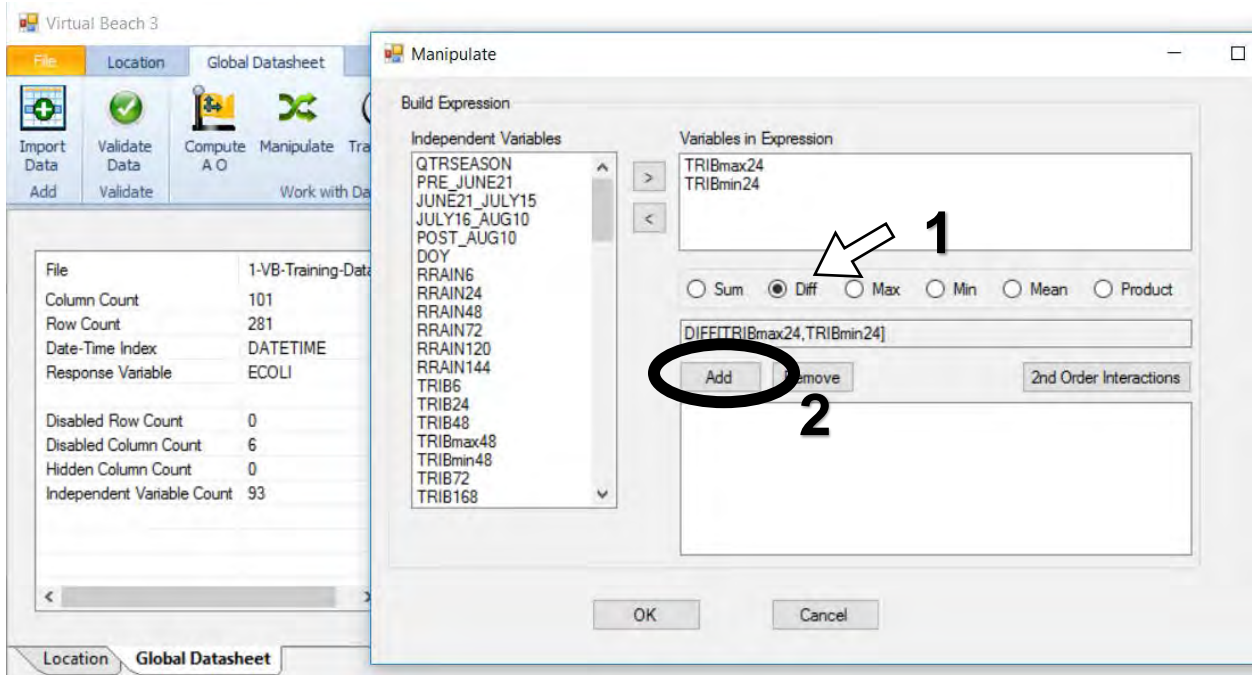 Virtual Beach 3
File Location Global Datasheet
Import Data
Validate Data
Compute A O
Manipulate
Add Validate Work with Da
File 1-VB-Training-Data
Column Count 101
Row Count 281
Date-Time Index DATETIME
Response Variable ECOLI
Disabled Row Count 0
Disabled Column Count 6
Hidden Column Count 0
Independent Variable Count 93
Location Global Datasheet
Manipulate
Build Expression
Independent Variables
QTRSEASON
PRE_JUNE21
JUNE21_JULY15
JULY16_AUG10
POST_AUG10
DOY
RRAIN6
RRAIN24
RRAIN48
RRAIN72
RRAIN120
RRAIN144
TRIB6
TRIB24
TRIB48
TRIBmax48
TRIBmin48
TRIB72
TRIB168
>
<
Variables in Expression
TRIBmax24
TRIBmin24
1
Sum Diff Max Min Mean Product
DIFF[TRIBmax24,TRIBmin24]
Add Remove 2nd Order Interactions
2
OK Cancel